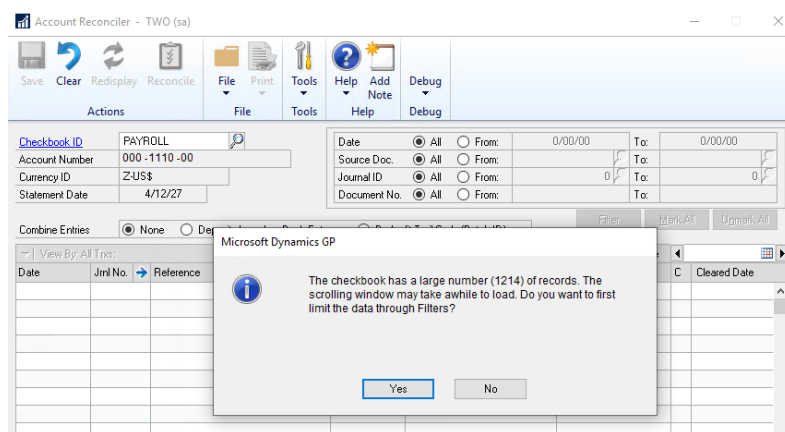 Account Reconciler - TWO (sa)
Save Clear Redisplay Reconcile File Print Tools Help Add Note Debug
Actions File Tools Help Debug
Checkbook ID PAYROLL Date All From: 0/00/00 To: 0/00/00
Account Number 000 -1110 -00 Source Doc. All From: To:
Currency ID Z-US$ Journal ID All From: 0 To: 0
Statement Date 4/12/27 Document No. All From: To:
Filter Mark All Unmark All
Combine Entries None
View By: All Trxs:
Date Jrnl No. Reference C Cleared Date
Microsoft Dynamics GP
The checkbook has a large number (1214) of records. The
scrolling window may take awhile to load. Do you want to first
limit the data through Filters?
Yes No